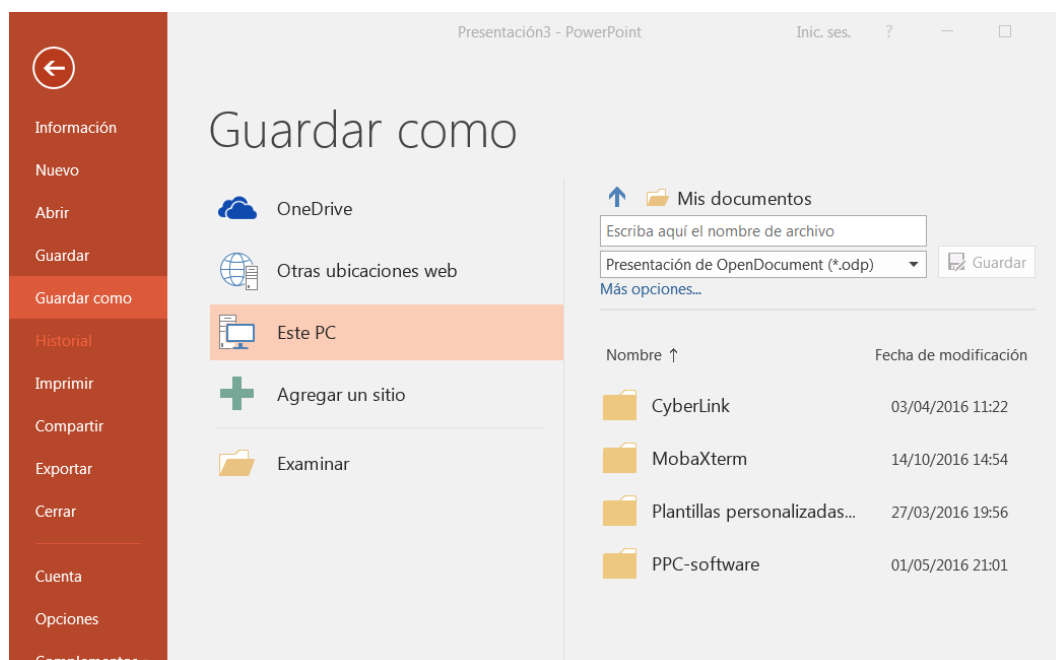 Presentación3 - PowerPoint
Inic. ses.
?
Información
Nuevo
Abrir
Guardar
Guardar como
Historial
Imprimir
Compartir
Exportar
Cerrar
Cuenta
Opciones
Complementos
Guardar como
OneDrive
Otras ubicaciones web
Este PC
Agregar un sitio
Examinar
Mis documentos
Escriba aquí el nombre de archivo
Presentación de OpenDocument (*.odp)
Guardar
Más opciones...
Nombre ↑ Fecha de modificación
CyberLink 03/04/2016 11:22
MobaXterm 14/10/2016 14:54
Plantillas personalizadas... 27/03/2016 19:56
PPC-software 01/05/2016 21:01